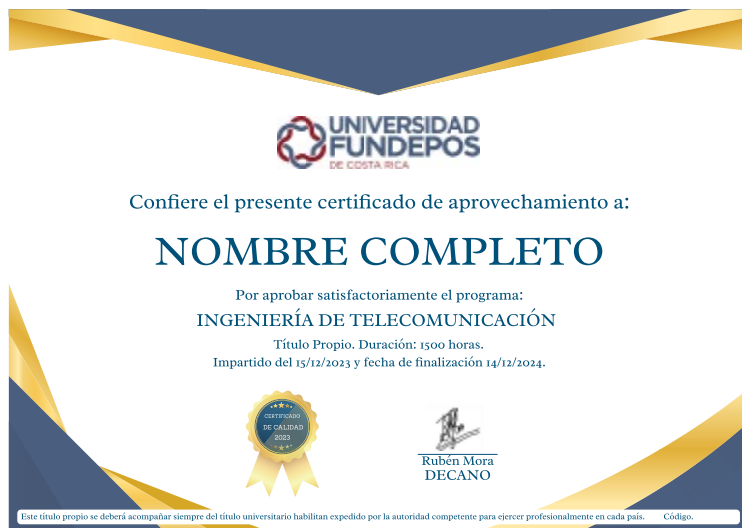 UNIVERSIDAD
FUNDEPOS
DE COSTA RICA
Confiere el presente certificado de aprovechamiento a:
NOMBRE COMPLETO
Por aprobar satisfactoriamente el programa:
INGENIERÍA DE TELECOMUNICACIÓN
Título Propio. Duración: 1500 horas.
Impartido del 15/12/2023 y fecha de finalización 14/12/2024.
CERTIFICADO
DE CALIDAD
2023
Rubén Mora
DECANO
Este título propio se deberá acompañar siempre del título universitario habilitan expedido por la autoridad competente para ejercer profesionalmente en cada país. Código.